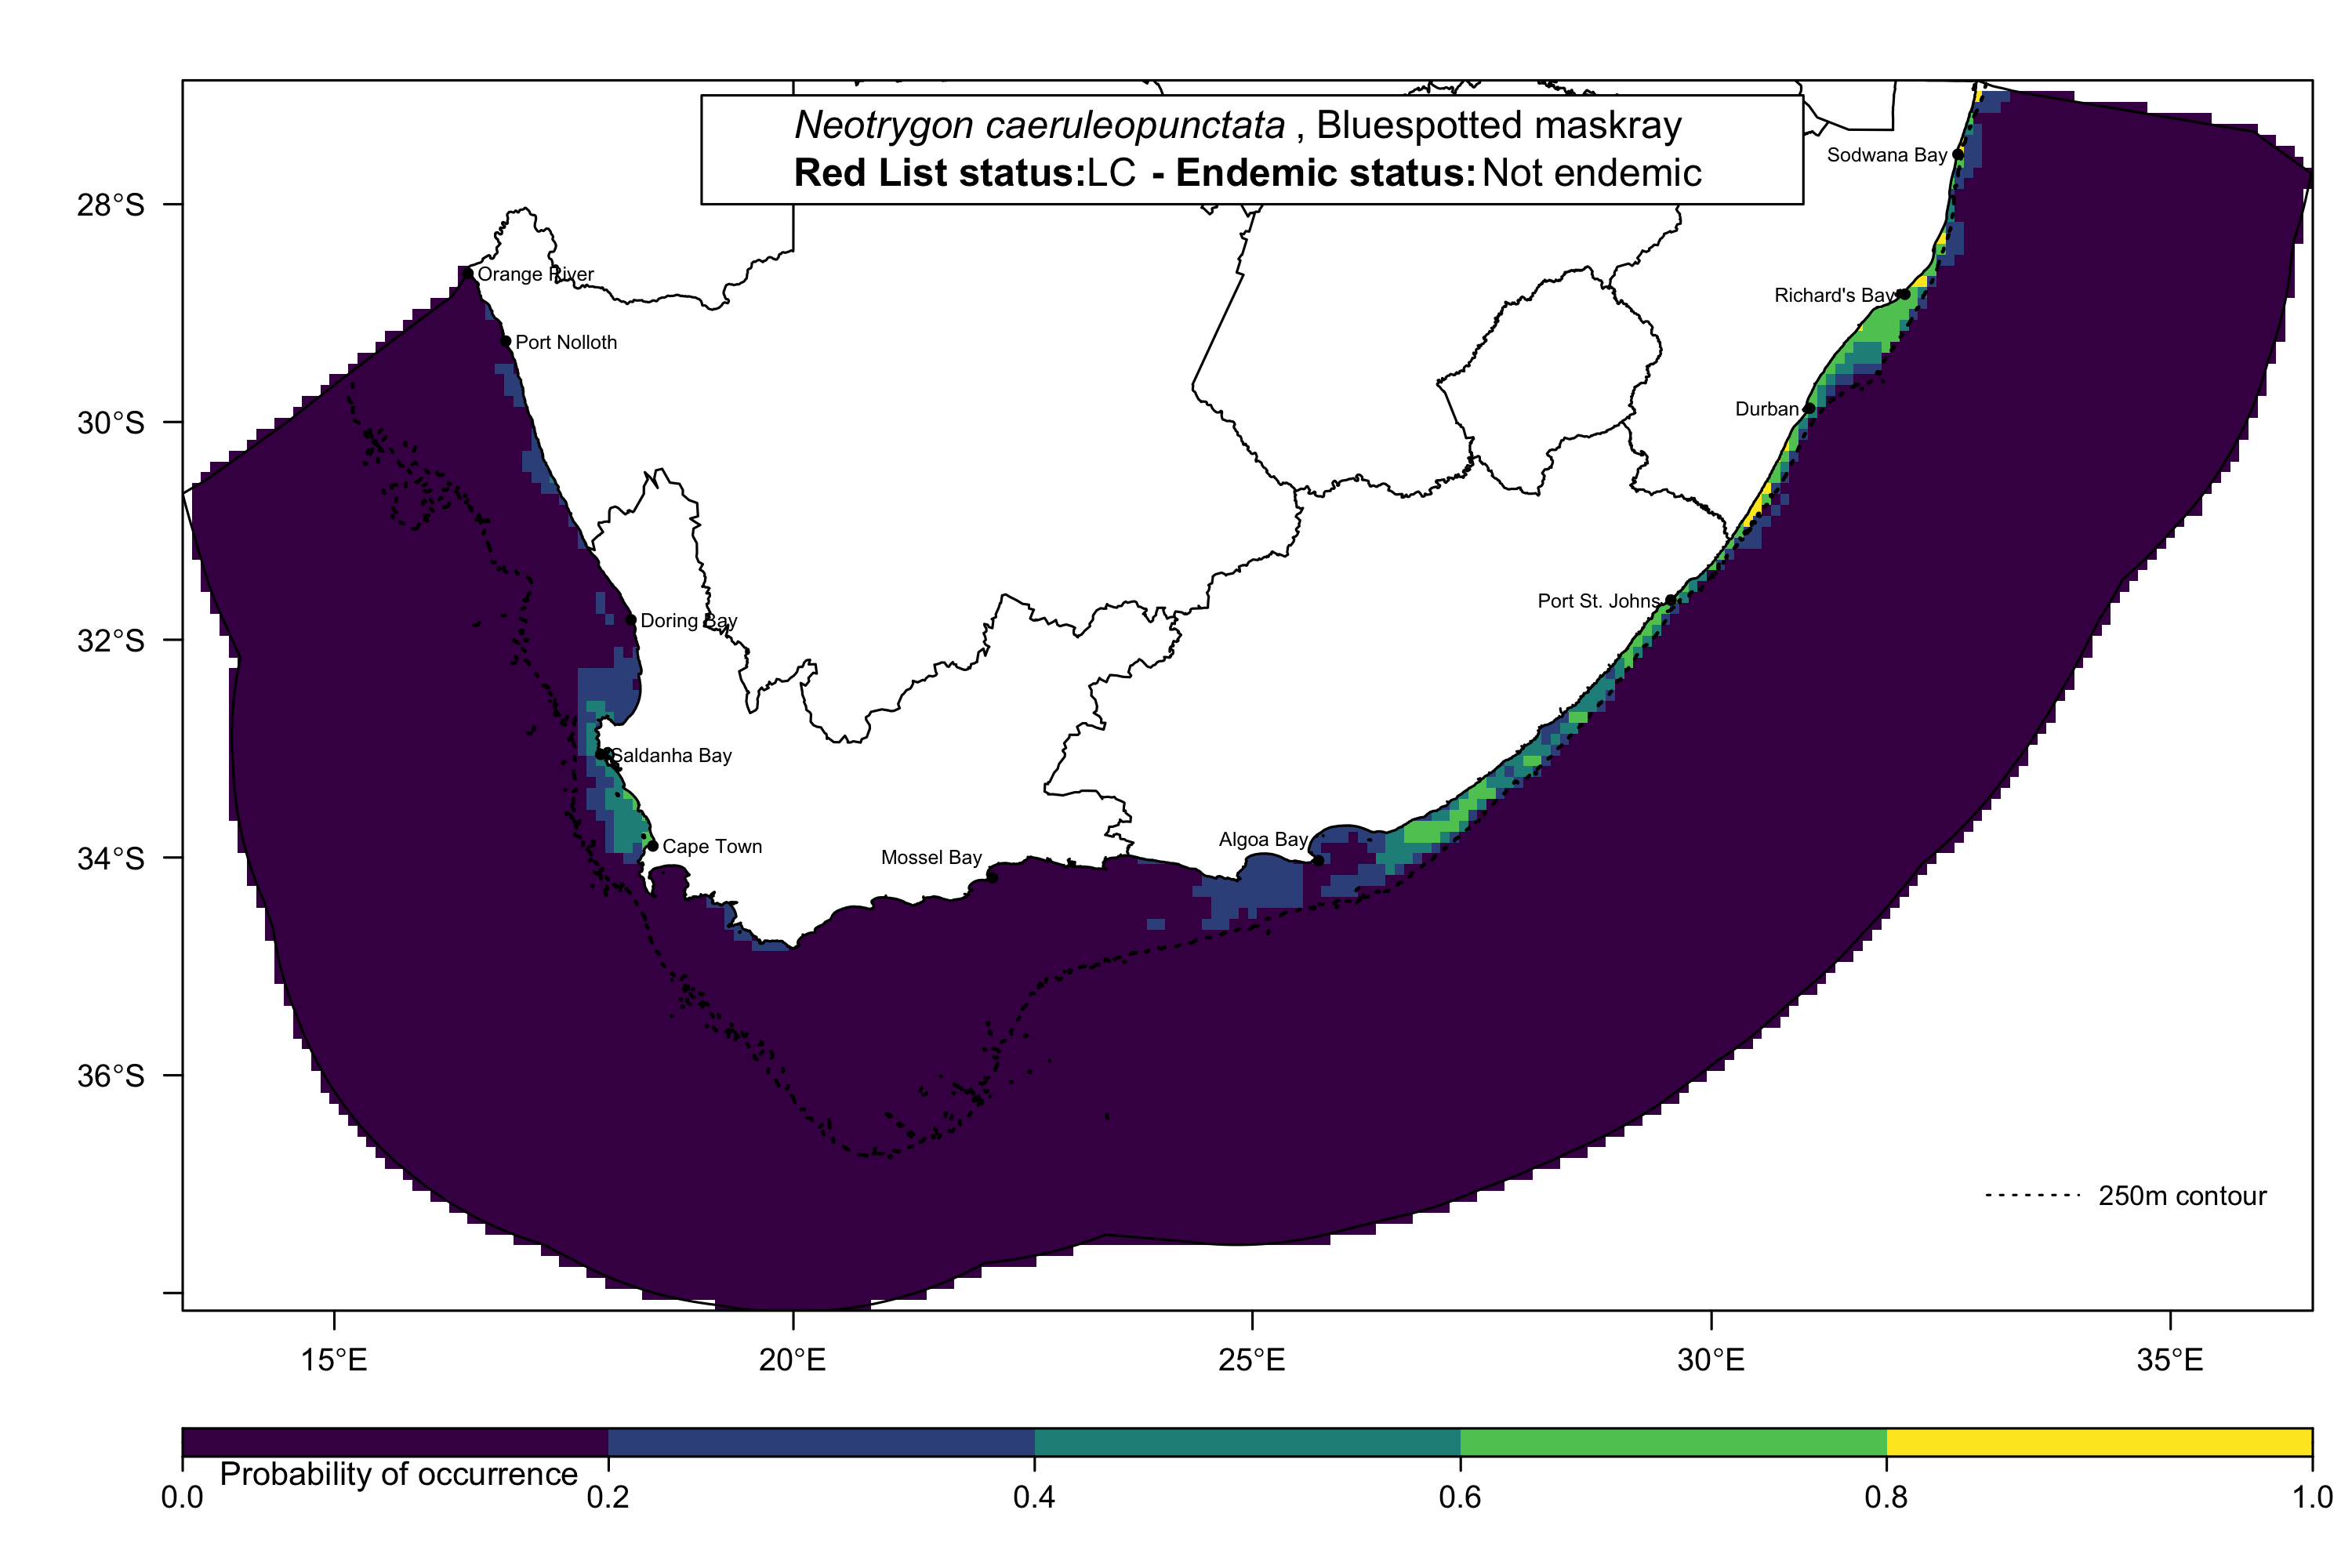 Neotrygon caeruleopunctata , Bluespotted maskray
Red List status:LC - Endemic status:Not endemic
Sodwana Bay
28°S
Orange River
Richard's Bay
Port Nolloth
Durban
30°S
Port St. Johns
Doring Bay
32°S
Saldanha Bay
Algoa Bay
Cape Town
Mossel Bay
34°S
36°S
250m contour
15°E
20°E
25°E
30°E
35°E
Probability of occurrence
0.0
0.2
0.4
0.6
0.8
1.0